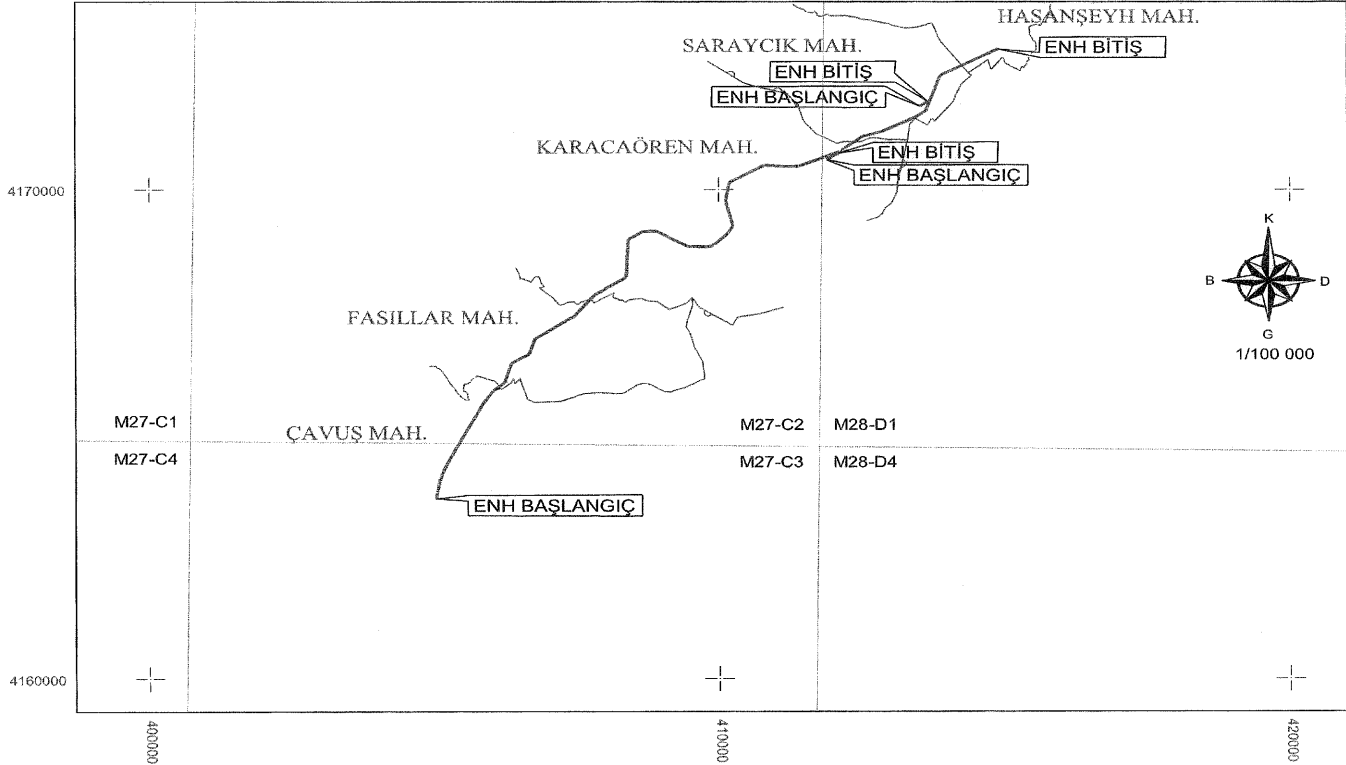 HASANŞEYH MAH.
SARAYCIK MAH.
ENH BİTİŞ
ENH BİTİŞ
ENH BAŞLANGIÇ
KARACAÖREN MAH.
ENH BİTİŞ
ENH BAŞLANGIÇ
4170000
K
B
D
G
1/100 000
FASILLAR MAH.
M27-C1
ÇAVUŞ MAH.
M27-C2
M28-D1
M27-C4
M27-C3
M28-D4
ENH BAŞLANGIÇ
4160000
400000
410000
420000